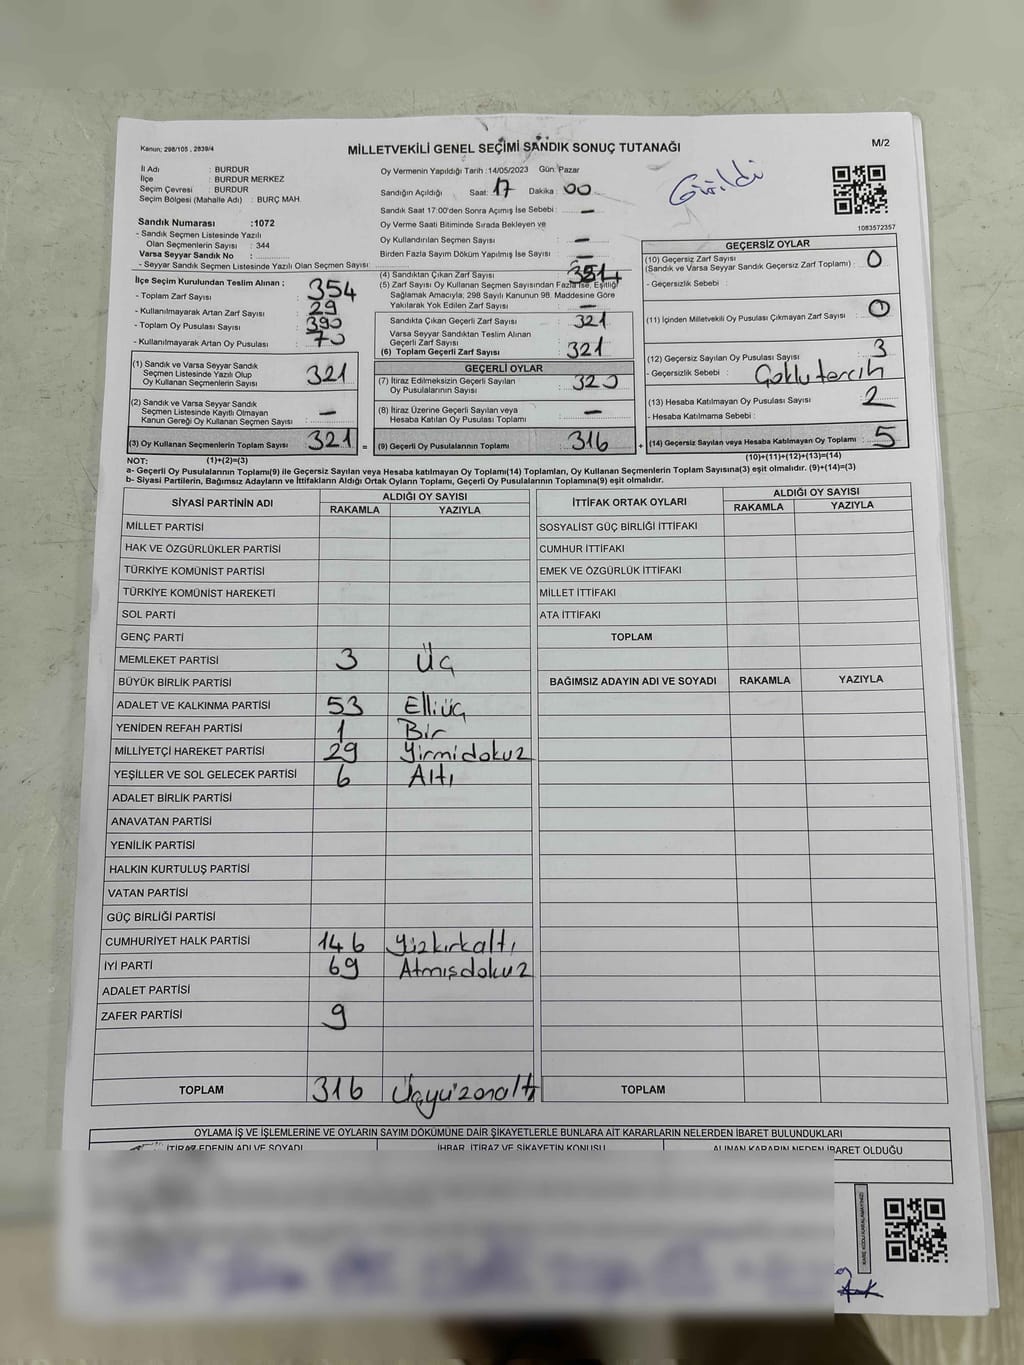 Kanun; 298/105 , 2839/4
MİLLETVEKİLİ GENEL SEÇİMİ SANDIK SONUÇ TUTANAĞI
M/2
İl Adı : BURDUR
İlçe : BURDUR MERKEZ
Seçim Çevresi : BURDUR
Seçim Bölgesi (Mahalle Adı) : BURÇ MAH.
Oy Vermenin Yapıldığı Tarih :14/05/2023 Gün: Pazar
Sandığın Açıldığı Saat: 17 Dakika : 00
Girildi
1083572357
Sandık Saat 17:00'den Sonra Açımış İse Sebebi : -
Oy Verme Saati Bitiminde Sırada Bekleyen ve
Oy Kullandırılan Seçmen Sayısı : -
Birden Fazla Sayım Döküm Yapılmış İse Sayısı : -
Sandık Numarası :1072
- Sandık Seçmen Listesinde Yazılı
Olan Seçmenlerin Sayısı : 344
Varsa Seyyar Sandık No :
- Seyyar Sandık Seçmen Listesinde Yazılı Olan Seçmen Sayısı :
İlçe Seçim Kurulundan Teslim Alınan ;
- Toplam Zarf Sayısı : 354
- Kullanılmayarak Artan Zarf Sayısı : 29
- Toplam Oy Pusulası Sayısı : 390
- Kullanılmayarak Artan Oy Pusulası : 70
(4) Sandıktan Çıkan Zarf Sayısı :
(5) Zarf Sayısı Oy Kullanan Seçmen Sayısından Fazla İse, Eşitliği
Sağlamak Amacıyla; 298 Sayılı Kanunun 98. Maddesine Göre
Yakılarak Yok Edilen Zarf Sayısı : -
Sandıkta Çıkan Geçerli Zarf Sayısı : 321
Varsa Seyyar Sandıktan Teslim Alınan
Geçerli Zarf Sayısı :
(6) Toplam Geçerli Zarf Sayısı : 321
GEÇERSİZ OYLAR
(10) Geçersiz Zarf Sayısı
(Sandık ve Varsa Seyyar Sandık Geçersiz Zarf Toplamı) : 0
- Geçersizlik Sebebi :
(11) İçinden Milletvekili Oy Pusulası Çıkmayan Zarf Sayısı : 0
(12) Geçersiz Sayılan Oy Pusulası Sayısı : 3
- Geçersizlik Sebebi : Çoklu tercih
(13) Hesaba Katılmayan Oy Pusulası Sayısı : 2
- Hesaba Katılmama Sebebi :
(14) Geçersiz Sayılan veya Hesaba Katılmayan Oy Toplamı : 5
(10)+(11)+(12)+(13)=(14)
(1) Sandık ve Varsa Seyyar Sandık
Seçmen Listesinde Yazılı Olup
Oy Kullanan Seçmenlerin Sayısı : 321
(2) Sandık ve Varsa Seyyar Sandık
Seçmen Listesinde Kayıtlı Olmayan
Kanun Gereği Oy Kullanan Seçmen Sayısı : -
(3) Oy Kullanan Seçmenlerin Toplam Sayısı : 321 =
GEÇERLİ OYLAR
(7) İtiraz Edilmeksizin Geçerli Sayılan
Oy Pusulalarının Sayısı :
(8) İtiraz Üzerine Geçerli Sayılan veya
Hesaba Katılan Oy Pusulası Toplamı : -
(9) Geçerli Oy Pusulalarının Toplamı : 316 +
NOT: (1)+(2)=(3)
a- Geçerli Oy Pusulalarının Toplamı(9) ile Geçersiz Sayılan veya Hesaba Katılmayan Oy Toplamı(14) Toplamları, Oy Kullanan Seçmenlerin Toplam Sayısına(3) eşit olmalıdır. (9)+(14)=(3)
b- Siyasi Partilerin, Bağımsız Adayların ve İttifakların Aldığı Ortak Oyların Toplamı, Geçerli Oy Pusulalarının Toplamına(9) eşit olmalıdır.
SİYASİ PARTİNİN ADI ALDIĞI OY SAYISI
RAKAMLA YAZIYLA
MİLLET PARTİSİ
HAK VE ÖZGÜRLÜKLER PARTİSİ
TÜRKİYE KOMÜNİST PARTİSİ
TÜRKİYE KOMÜNİST HAREKETİ
SOL PARTİ
GENÇ PARTİ
MEMLEKET PARTİSİ 3 Üç
BÜYÜK BİRLİK PARTİSİ
ADALET VE KALKINMA PARTİSİ 53 Elliüç
YENİDEN REFAH PARTİSİ 1 Bir
MİLLİYETÇİ HAREKET PARTİSİ 29 Yirmidokuz
YEŞİLLER VE SOL GELECEK PARTİSİ 6 Altı
ADALET BİRLİK PARTİSİ
ANAVATAN PARTİSİ
YENİLİK PARTİSİ
HALKIN KURTULUŞ PARTİSİ
VATAN PARTİSİ
GÜÇ BİRLİĞİ PARTİSİ
CUMHURİYET HALK PARTİSİ 146 Yüzkırkaltı
İYİ PARTİ 69 Atmışdokuz
ADALET PARTİSİ
ZAFER PARTİSİ 9
TOPLAM 316 Üçyüzonaltı
İTTİFAK ORTAK OYLARI ALDIĞI OY SAYISI
RAKAMLA YAZIYLA
SOSYALİST GÜÇ BİRLİĞİ İTTİFAKI
CUMHUR İTTİFAKI
EMEK VE ÖZGÜRLÜK İTTİFAKI
MİLLET İTTİFAKI
ATA İTTİFAKI
TOPLAM
BAĞIMSIZ ADAYIN ADI VE SOYADI RAKAMLA YAZIYLA
TOPLAM
OYLAMA İŞ VE İŞLEMLERİNE VE OYLARIN SAYIM DÖKÜMÜNE DAİR ŞİKAYETLERLE BUNLARA AİT KARARLARIN NELERDEN İBARET BULUNDUKLARI
İTİRAZ EDENİN ADI VE SOYADI İHBAR, İTİRAZ VE ŞİKAYETİN KONUSU ALINAN KARARIN NEDEN İBARET OLDUĞU
KARE KODU KARALAMAYINIZ!